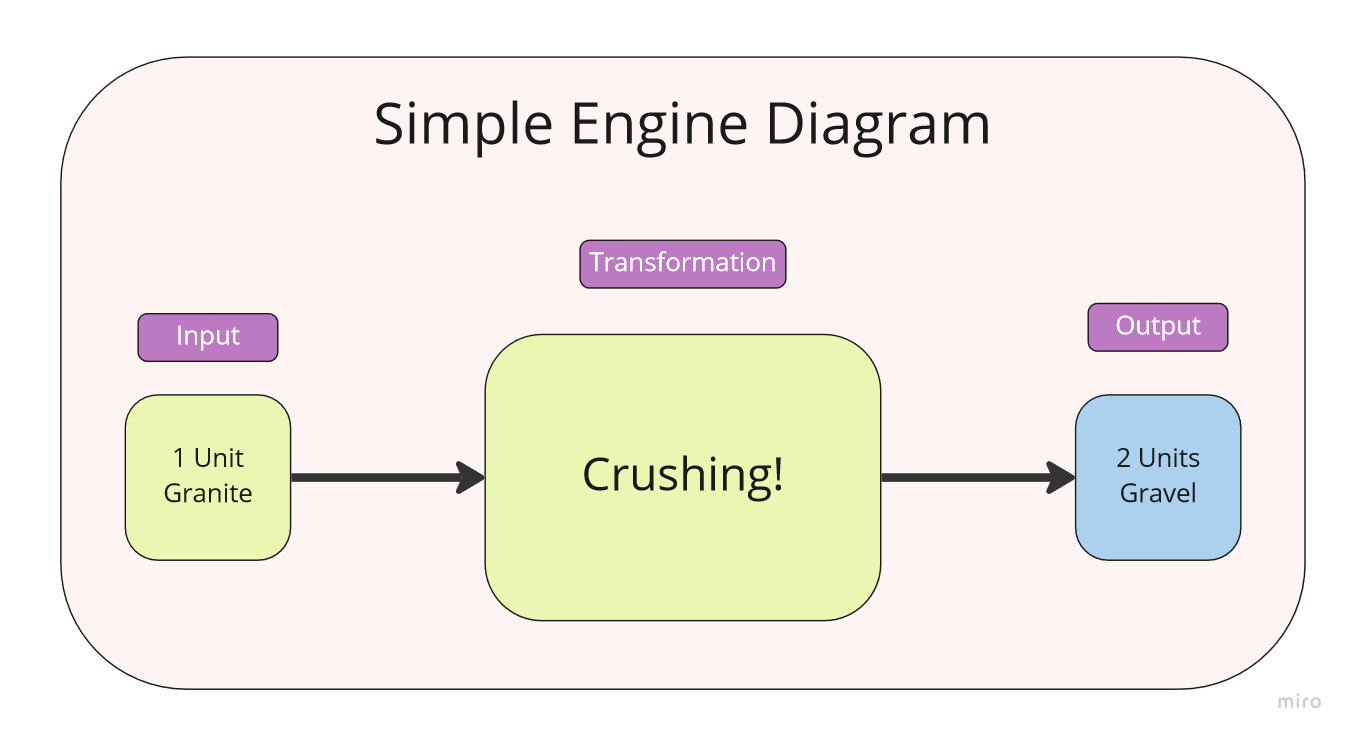 Simple Engine Diagram
Transformation
Input
Output
1 Unit
Granite
Crushing!
2 Units
Gravel
miro